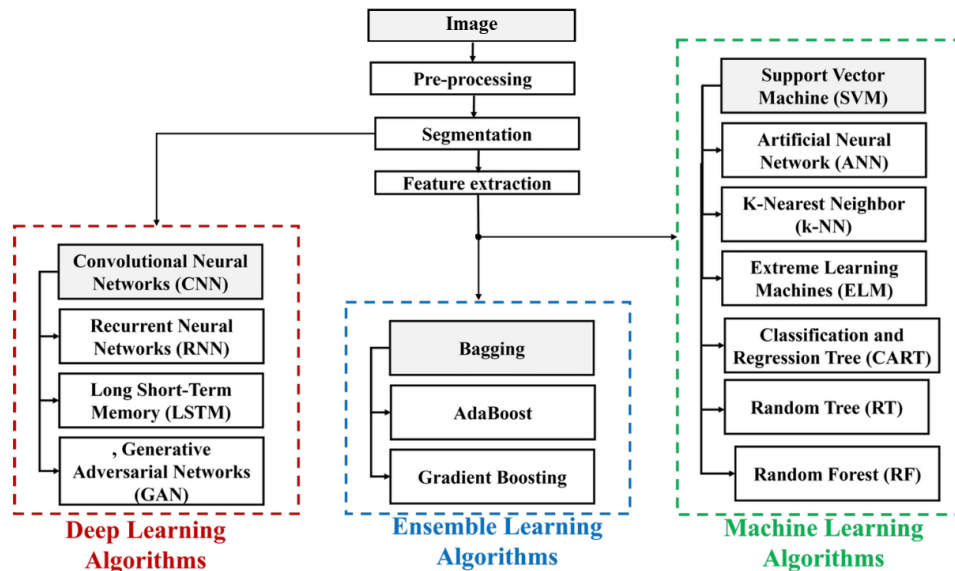 Image
Pre-processing
Segmentation
Feature extraction
Convolutional Neural
Networks (CNN)
Recurrent Neural
Networks (RNN)
Long Short-Term
Memory (LSTM)
, Generative
Adversarial Networks
(GAN)
Deep Learning
Algorithms
Bagging
AdaBoost
Gradient Boosting
Ensemble Learning
Algorithms
Support Vector
Machine (SVM)
Artificial Neural
Network (ANN)
K-Nearest Neighbor
(k-NN)
Extreme Learning
Machines (ELM)
Classification and
Regression Tree (CART)
Random Tree (RT)
Random Forest (RF)
Machine Learning
Algorithms